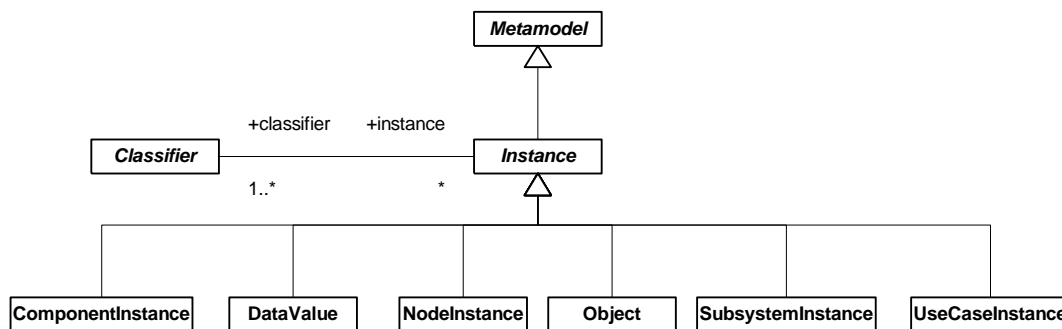 Metamodel
+classifier +instance
Classifier Instance
1..* *
ComponentInstance DataValue NodeInstance Object SubsystemInstance UseCaseInstance